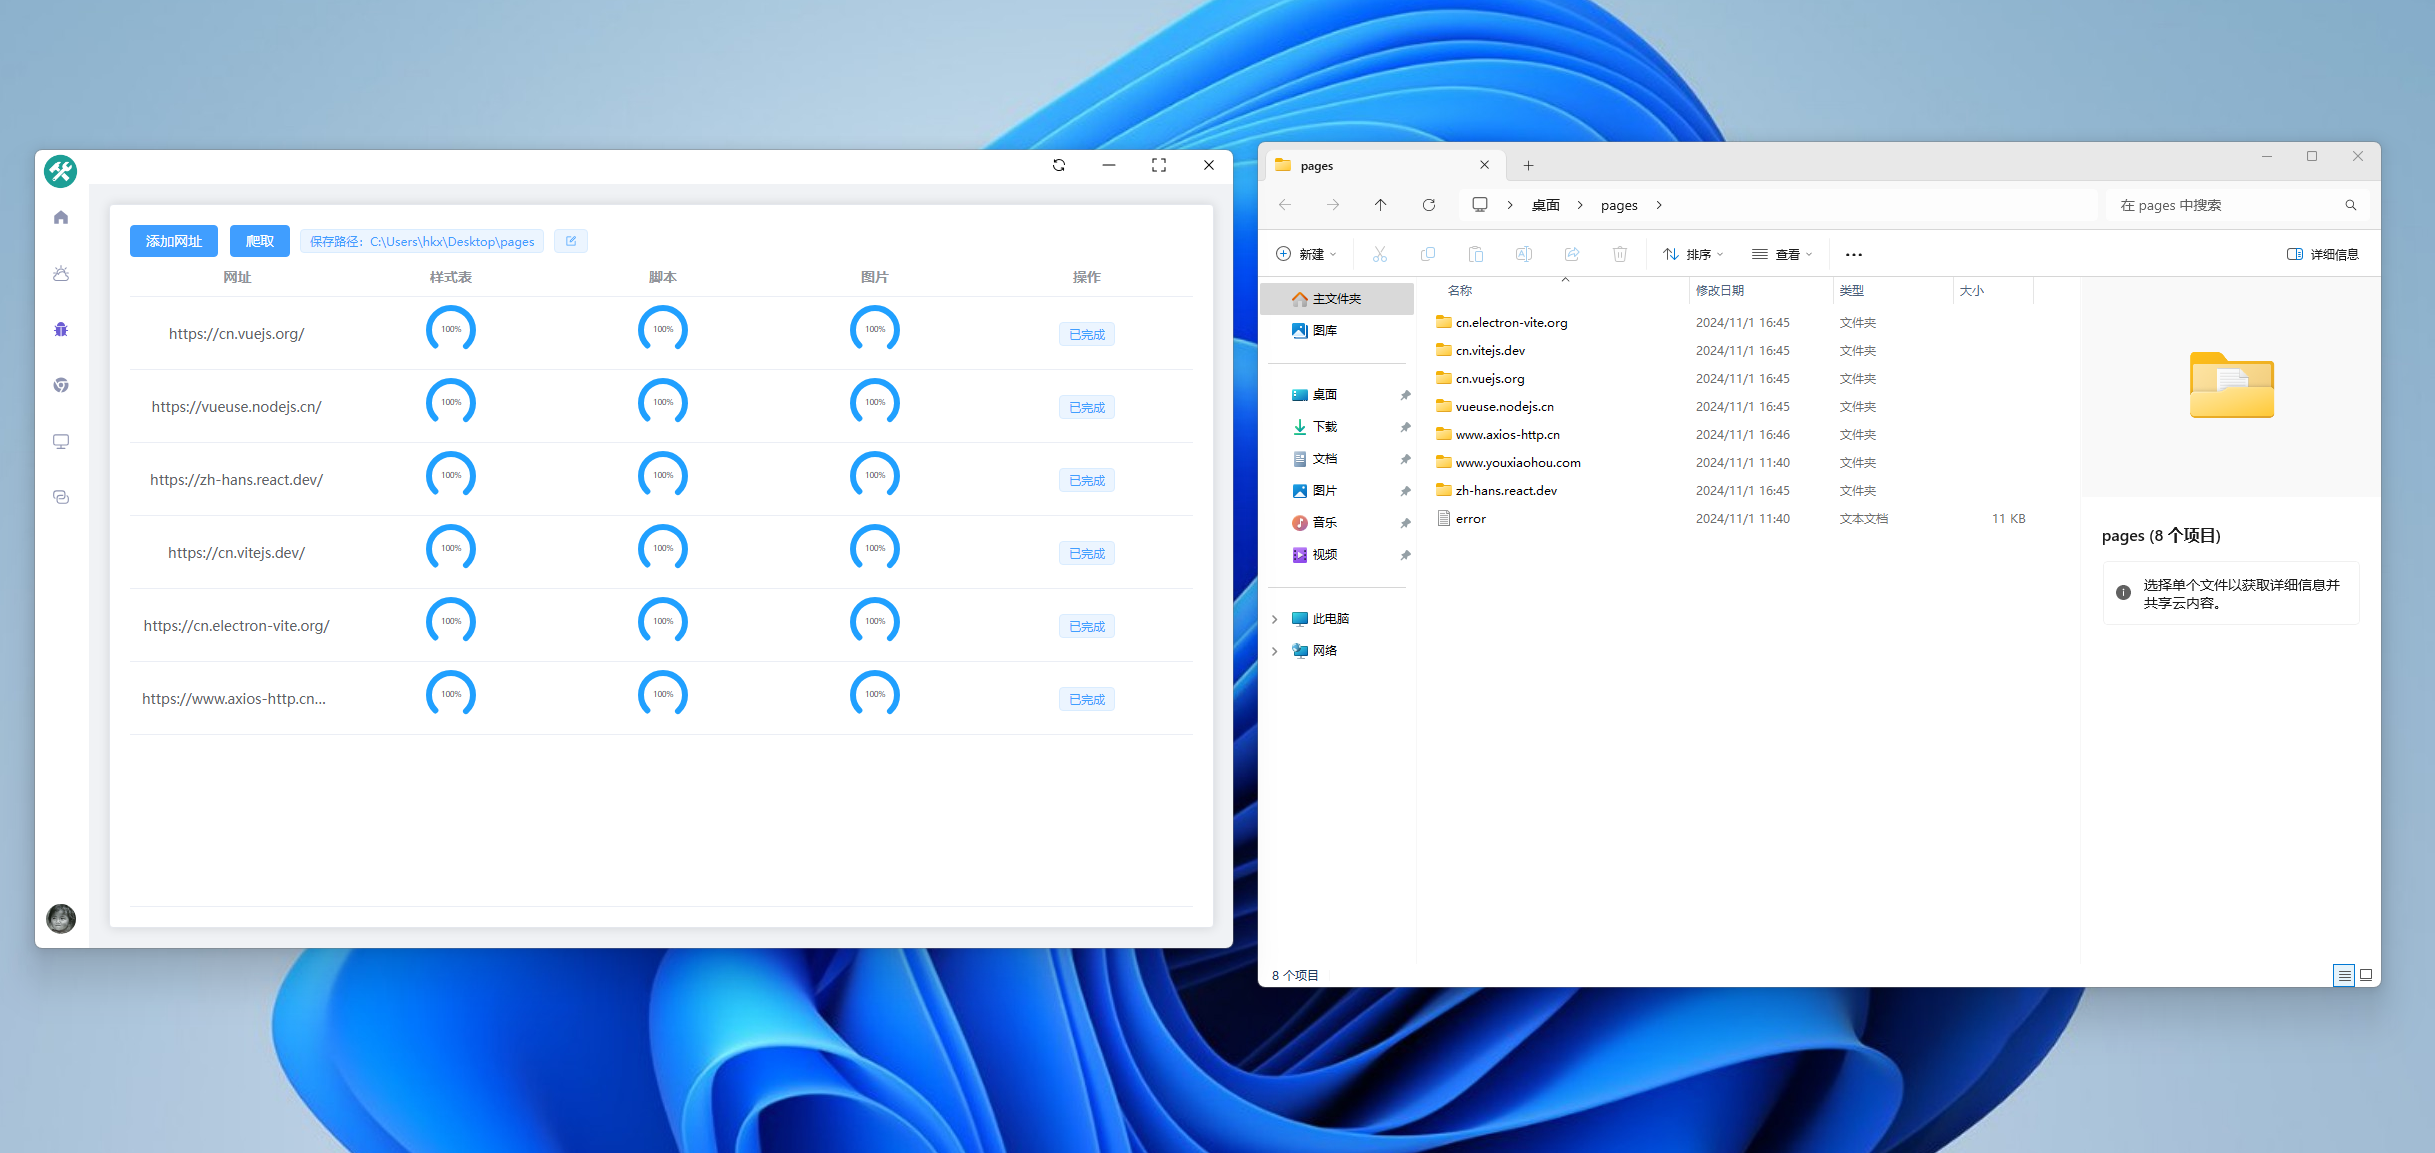 添加网址 爬取 保存路径：C:\Users\hkx\Desktop\pages
网址 样式表 脚本 图片 操作
https://cn.vuejs.org/ 100% 100% 100% 已完成
https://vueuse.nodejs.cn/ 100% 100% 100% 已完成
https://zh-hans.react.dev/ 100% 100% 100% 已完成
https://cn.vitejs.dev/ 100% 100% 100% 已完成
https://cn.electron-vite.org/ 100% 100% 100% 已完成
https://www.axios-http.cn... 100% 100% 100% 已完成
pages
桌面 pages
在 pages 中搜索
新建 排序 查看 详细信息
主文件夹
图库
桌面
下载
文档
图片
音乐
视频
此电脑
网络
名称 修改日期 类型 大小
cn.electron-vite.org 2024/11/1 16:45 文件夹
cn.vitejs.dev 2024/11/1 16:45 文件夹
cn.vuejs.org 2024/11/1 16:45 文件夹
vueuse.nodejs.cn 2024/11/1 16:45 文件夹
www.axios-http.cn 2024/11/1 16:46 文件夹
www.youxiaohou.com 2024/11/1 11:40 文件夹
zh-hans.react.dev 2024/11/1 16:45 文件夹
error 2024/11/1 11:40 文本文档 11 KB
pages (8 个项目)
选择单个文件以获取详细信息并
共享云内容。
8 个项目